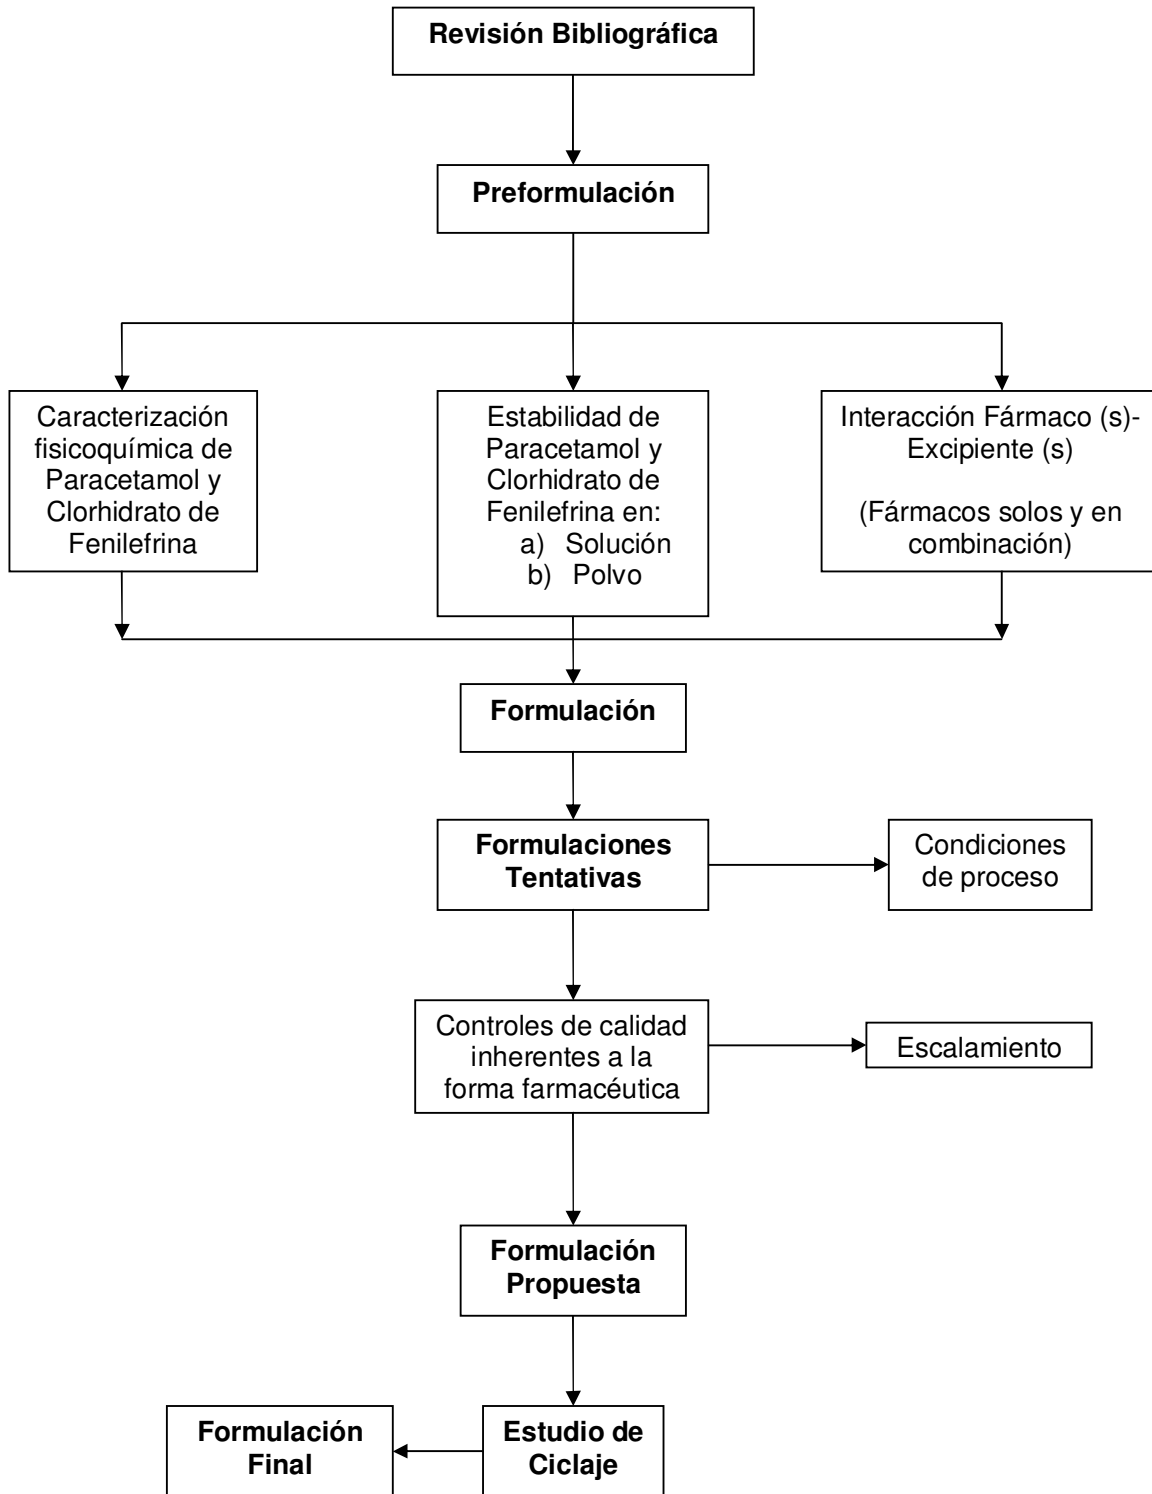 Revisión Bibliográfica
Preformulación
Caracterización
fisicoquímica de
Paracetamol y
Clorhidrato de
Fenilefrina
Estabilidad de
Paracetamol y
Clorhidrato de
Fenilefrina en:
a) Solución
b) Polvo
Interacción Fármaco (s)-
Excipiente (s)
(Fármacos solos y en
combinación)
Formulación
Formulaciones
Tentativas
Condiciones
de proceso
Controles de calidad
inherentes a la
forma farmacéutica
Escalamiento
Formulación
Propuesta
Estudio de
Ciclaje
Formulación
Final